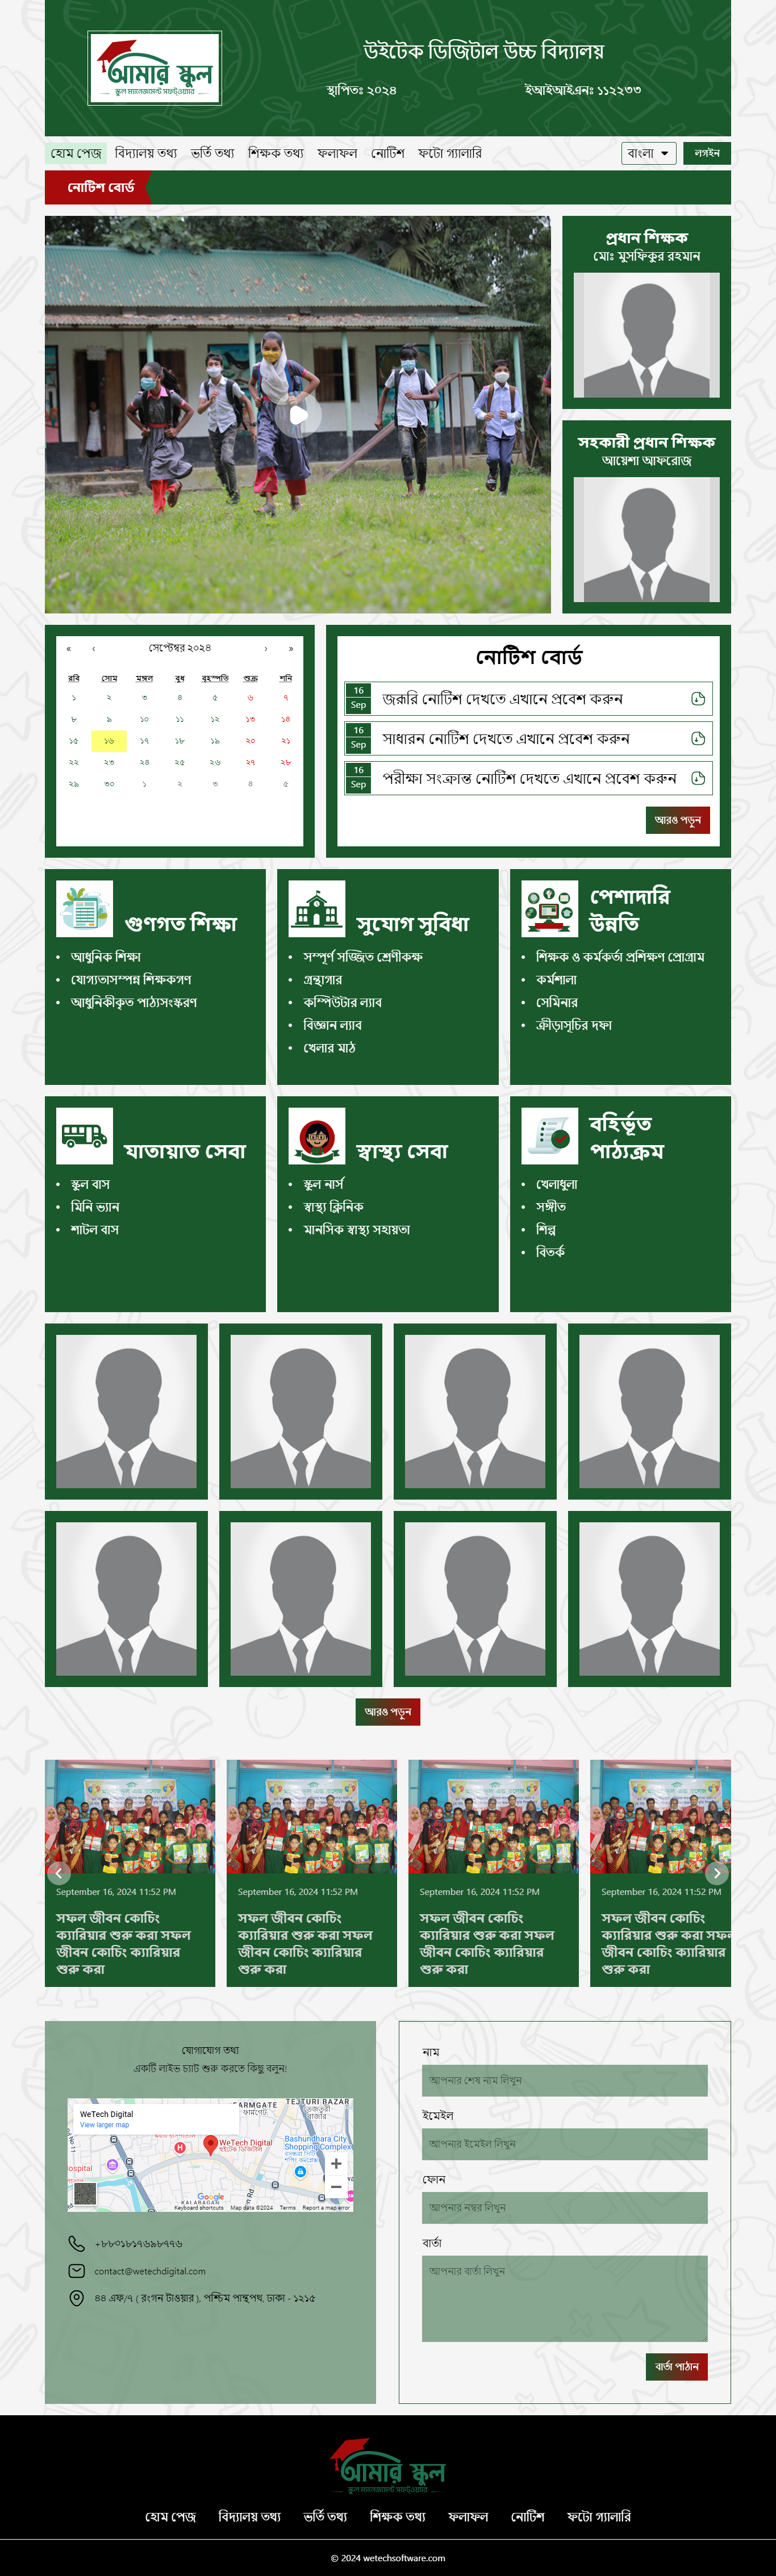 আমার স্কুল
স্কুল ম্যানেজমেন্ট সফট্ওয়্যার
উইটেক ডিজিটাল উচ্চ বিদ্যালয়
স্থাপিতঃ ২০২৪ ইআইআইএনঃ ১১২২৩৩
হোম পেজ বিদ্যালয় তথ্য ভর্তি তথ্য শিক্ষক তথ্য ফলাফল নোটিশ ফটো গ্যালারি বাংলা লগইন
নোটিশ বোর্ড
প্রধান শিক্ষক
মোঃ মুসফিকুর রহমান
সহকারী প্রধান শিক্ষক
আয়েশা আফরোজ
« ‹ সেপ্টেম্বর ২০২৪ › »
রবি সোম মঙ্গল বুধ বৃহস্পতি শুক্র শনি
১ ২ ৩ ৪ ৫ ৬ ৭
৮ ৯ ১০ ১১ ১২ ১৩ ১৪
১৫ ১৬ ১৭ ১৮ ১৯ ২০ ২১
২২ ২৩ ২৪ ২৫ ২৬ ২৭ ২৮
২৯ ৩০ ১ ২ ৩ ৪ ৫
নোটিশ বোর্ড
16 Sep জরূরি নোটিশ দেখতে এখানে প্রবেশ করুন
16 Sep সাধারন নোটিশ দেখতে এখানে প্রবেশ করুন
16 Sep পরীক্ষা সংক্রান্ত নোটিশ দেখতে এখানে প্রবেশ করুন
আরও পড়ুন
গুণগত শিক্ষা
• আধুনিক শিক্ষা
• যোগ্যতাসম্পন্ন শিক্ষকগণ
• আধুনিকীকৃত পাঠ্যসংস্করণ
সুযোগ সুবিধা
• সম্পূর্ণ সজ্জিত শ্রেণীকক্ষ
• গ্রন্থাগার
• কম্পিউটার ল্যাব
• বিজ্ঞান ল্যাব
• খেলার মাঠ
পেশাদারি
উন্নতি
• শিক্ষক ও কর্মকর্তা প্রশিক্ষণ প্রোগ্রাম
• কর্মশালা
• সেমিনার
• ক্রীড়াসূচির দফা
যাতায়াত সেবা
• স্কুল বাস
• মিনি ভ্যান
• শাটল বাস
স্বাস্থ্য সেবা
• স্কুল নার্স
• স্বাস্থ্য ক্লিনিক
• মানসিক স্বাস্থ্য সহায়তা
বহির্ভূত
পাঠ্যক্রম
• খেলাধুলা
• সঙ্গীত
• শিল্প
• বিতর্ক
আরও পড়ুন
September 16, 2024 11:52 PM
সফল জীবন কোচিং
ক্যারিয়ার শুরু করা সফল
জীবন কোচিং ক্যারিয়ার
শুরু করা
September 16, 2024 11:52 PM
সফল জীবন কোচিং
ক্যারিয়ার শুরু করা সফল
জীবন কোচিং ক্যারিয়ার
শুরু করা
September 16, 2024 11:52 PM
সফল জীবন কোচিং
ক্যারিয়ার শুরু করা সফল
জীবন কোচিং ক্যারিয়ার
শুরু করা
September 16, 2024 11:52 PM
সফল জীবন কোচিং
ক্যারিয়ার শুরু করা সফল
জীবন কোচিং ক্যারিয়ার
শুরু করা
যোগাযোগ তথ্য
একটি লাইভ চ্যাট শুরু করতে কিছু বলুন!
WeTech Digital
View larger map
TEJTURI BAZAR
ফার্মগেট
WeTech Digital
Bashundhara City
Shopping Complex
KALABAGAN
Google
Keyboard shortcuts Map data ©2024 Terms Report a map error
+৮৮০১৮১৭৬৯৮৭৭৬
contact@wetechdigital.com
৪৪ এফ/৭ ( রংগন টাওয়ার ), পশ্চিম পান্থপথ, ঢাকা - ১২১৫
নাম
আপনার শেষ নাম লিখুন
ইমেইল
আপনার ইমেইল লিখুন
ফোন
আপনার নম্বর লিখুন
বার্তা
আপনার বার্তা লিখুন
বার্তা পাঠান
আমার স্কুল
স্কুল ম্যানেজমেন্ট সফট্ওয়্যার
হোম পেজ বিদ্যালয় তথ্য ভর্তি তথ্য শিক্ষক তথ্য ফলাফল নোটিশ ফটো গ্যালারি
© 2024 wetechsoftware.com